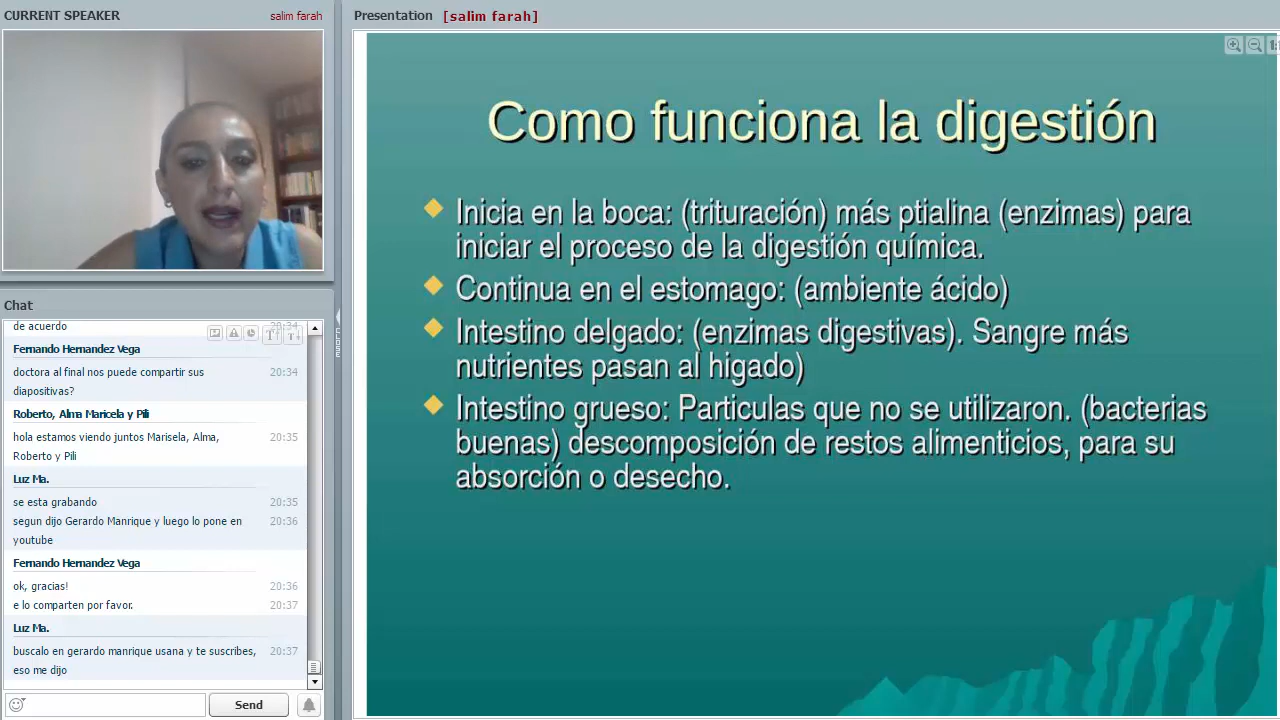 CURRENT SPEAKER
salim farah
Chat
de acuerdo
20:34
Fernando Hernandez Vega
doctora al final nos puede compartir sus
20:34
diapositivas?
Roberto, Alma Maricela y Pili
hola estamos viendo juntos Marisela, Alma,
20:35
Roberto y Pili
Luz Ma.
se esta grabando
20:35
segun dijo Gerardo Manrique y luego lo pone en
20:36
youtube
Fernando Hernandez Vega
ok, gracias!
20:36
e lo comparten por favor.
20:37
Luz Ma.
buscalo en gerardo manrique usana y te suscribes,
20:37
eso me dijo
Send
CLOSE
Presentation [salim farah]
Como funciona la digestión
Inicia en la boca: (trituración) más ptialina (enzimas) para
iniciar el proceso de la digestión química.
Continua en el estomago: (ambiente ácido)
Intestino delgado: (enzimas digestivas). Sangre más
nutrientes pasan al higado)
Intestino grueso: Particulas que no se utilizaron. (bacterias
buenas) descomposición de restos alimenticios, para su
absorción o desecho.